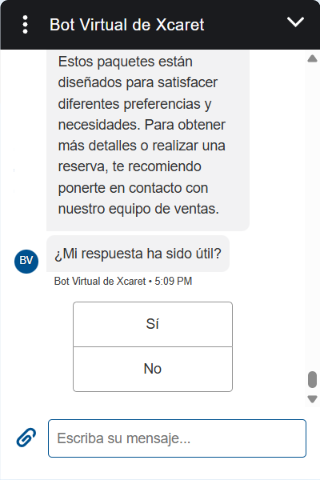 Bot Virtual de Xcaret
Estos paquetes están
diseñados para satisfacer
diferentes preferencias y
necesidades. Para obtener
más detalles o realizar una
reserva, te recomiendo
ponerte en contacto con
nuestro equipo de ventas.
BV
¿Mi respuesta ha sido útil?
Bot Virtual de Xcaret • 5:09 PM
Sí
No
Escriba su mensaje...